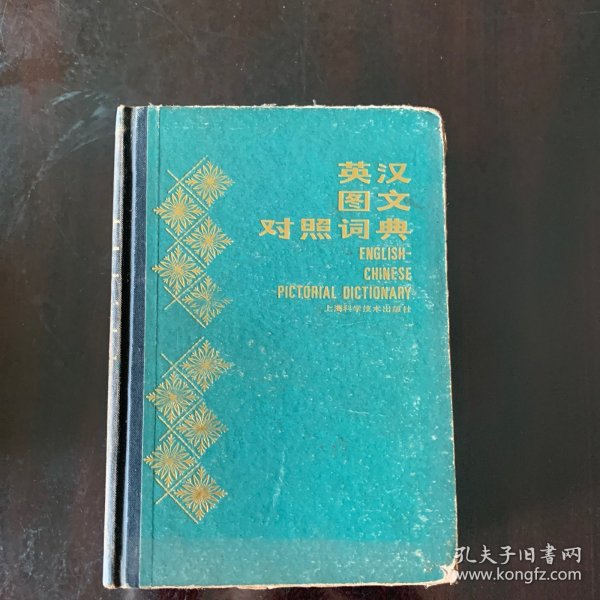 英汉
图文
对照词典
ENGLISH-
CHINESE
PICTORIAL DICTIONARY
上海科学技术出版社
孔夫子旧书网
www.kongfz.com